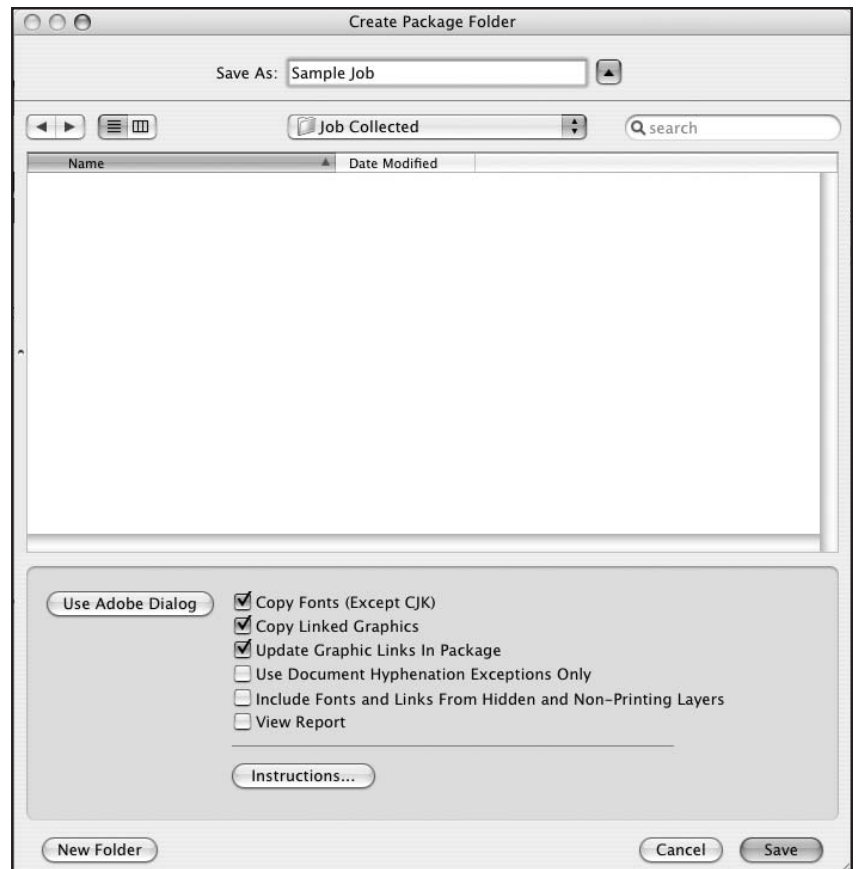 Create Package Folder
Save As: Sample Job
Job Collected
search
Name Date Modified
Use Adobe Dialog
Copy Fonts (Except CJK)
Copy Linked Graphics
Update Graphic Links In Package
Use Document Hyphenation Exceptions Only
Include Fonts and Links From Hidden and Non-Printing Layers
View Report
Instructions...
New Folder Cancel Save